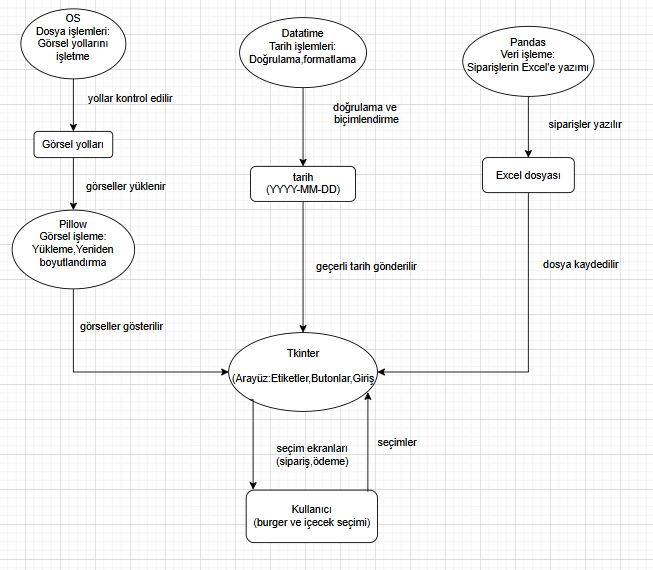 OS
Dosya işlemleri:
Görsel yollarını
işletme
Datatime
Tarih işlemleri:
Doğrulama,formatlama
Pandas
Veri işleme:
Siparişlerin Excel'e yazımı
yollar kontrol edilir
doğrulama ve
biçimlendirme
siparişler yazılır
Görsel yolları
tarih
(YYYY-MM-DD)
Excel dosyası
görseller yüklenir
Pillow
Görsel işleme:
Yükleme,Yeniden
boyutlandırma
geçerli tarih gönderilir
dosya kaydedilir
görseller gösterilir
Tkinter
(Arayüz:Etiketler,Butonlar,Giriş
seçim ekranları
(sipariş,ödeme)
seçimler
Kullanıcı
(burger ve içecek seçimi)